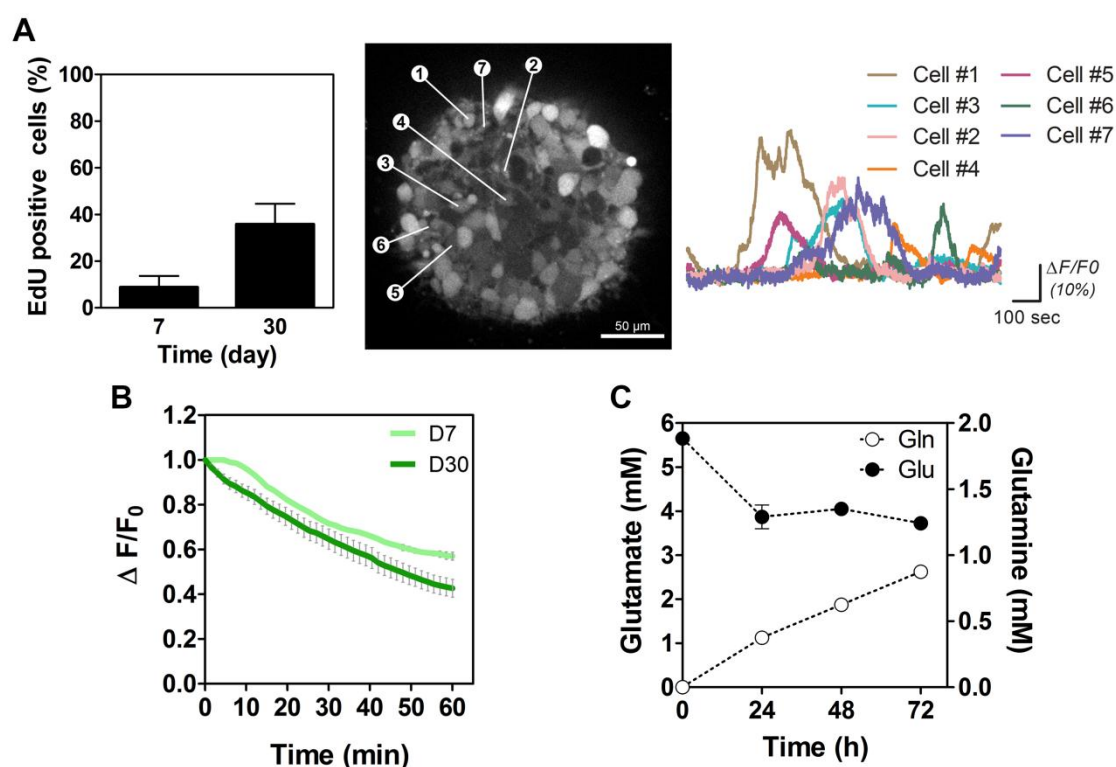 A
EdU positive cells (%)
100
80
60
40
20
0
7
30
Time (day)
1
7
2
4
3
6
5
50 µm
Cell #1
Cell #3
Cell #2
Cell #4
Cell #5
Cell #6
Cell #7
ΔF/F0
(10%)
100 sec
B
Δ F/F0
1.2
1.0
0.8
0.6
0.4
0.2
0.0
D7
D30
0 10 20 30 40 50 60
Time (min)
C
Glutamate (mM)
6
5
4
3
2
1
0
Gln
Glu
2.0
1.5
1.0
0.5
0.0
Glutamine (mM)
0 24 48 72
Time (h)